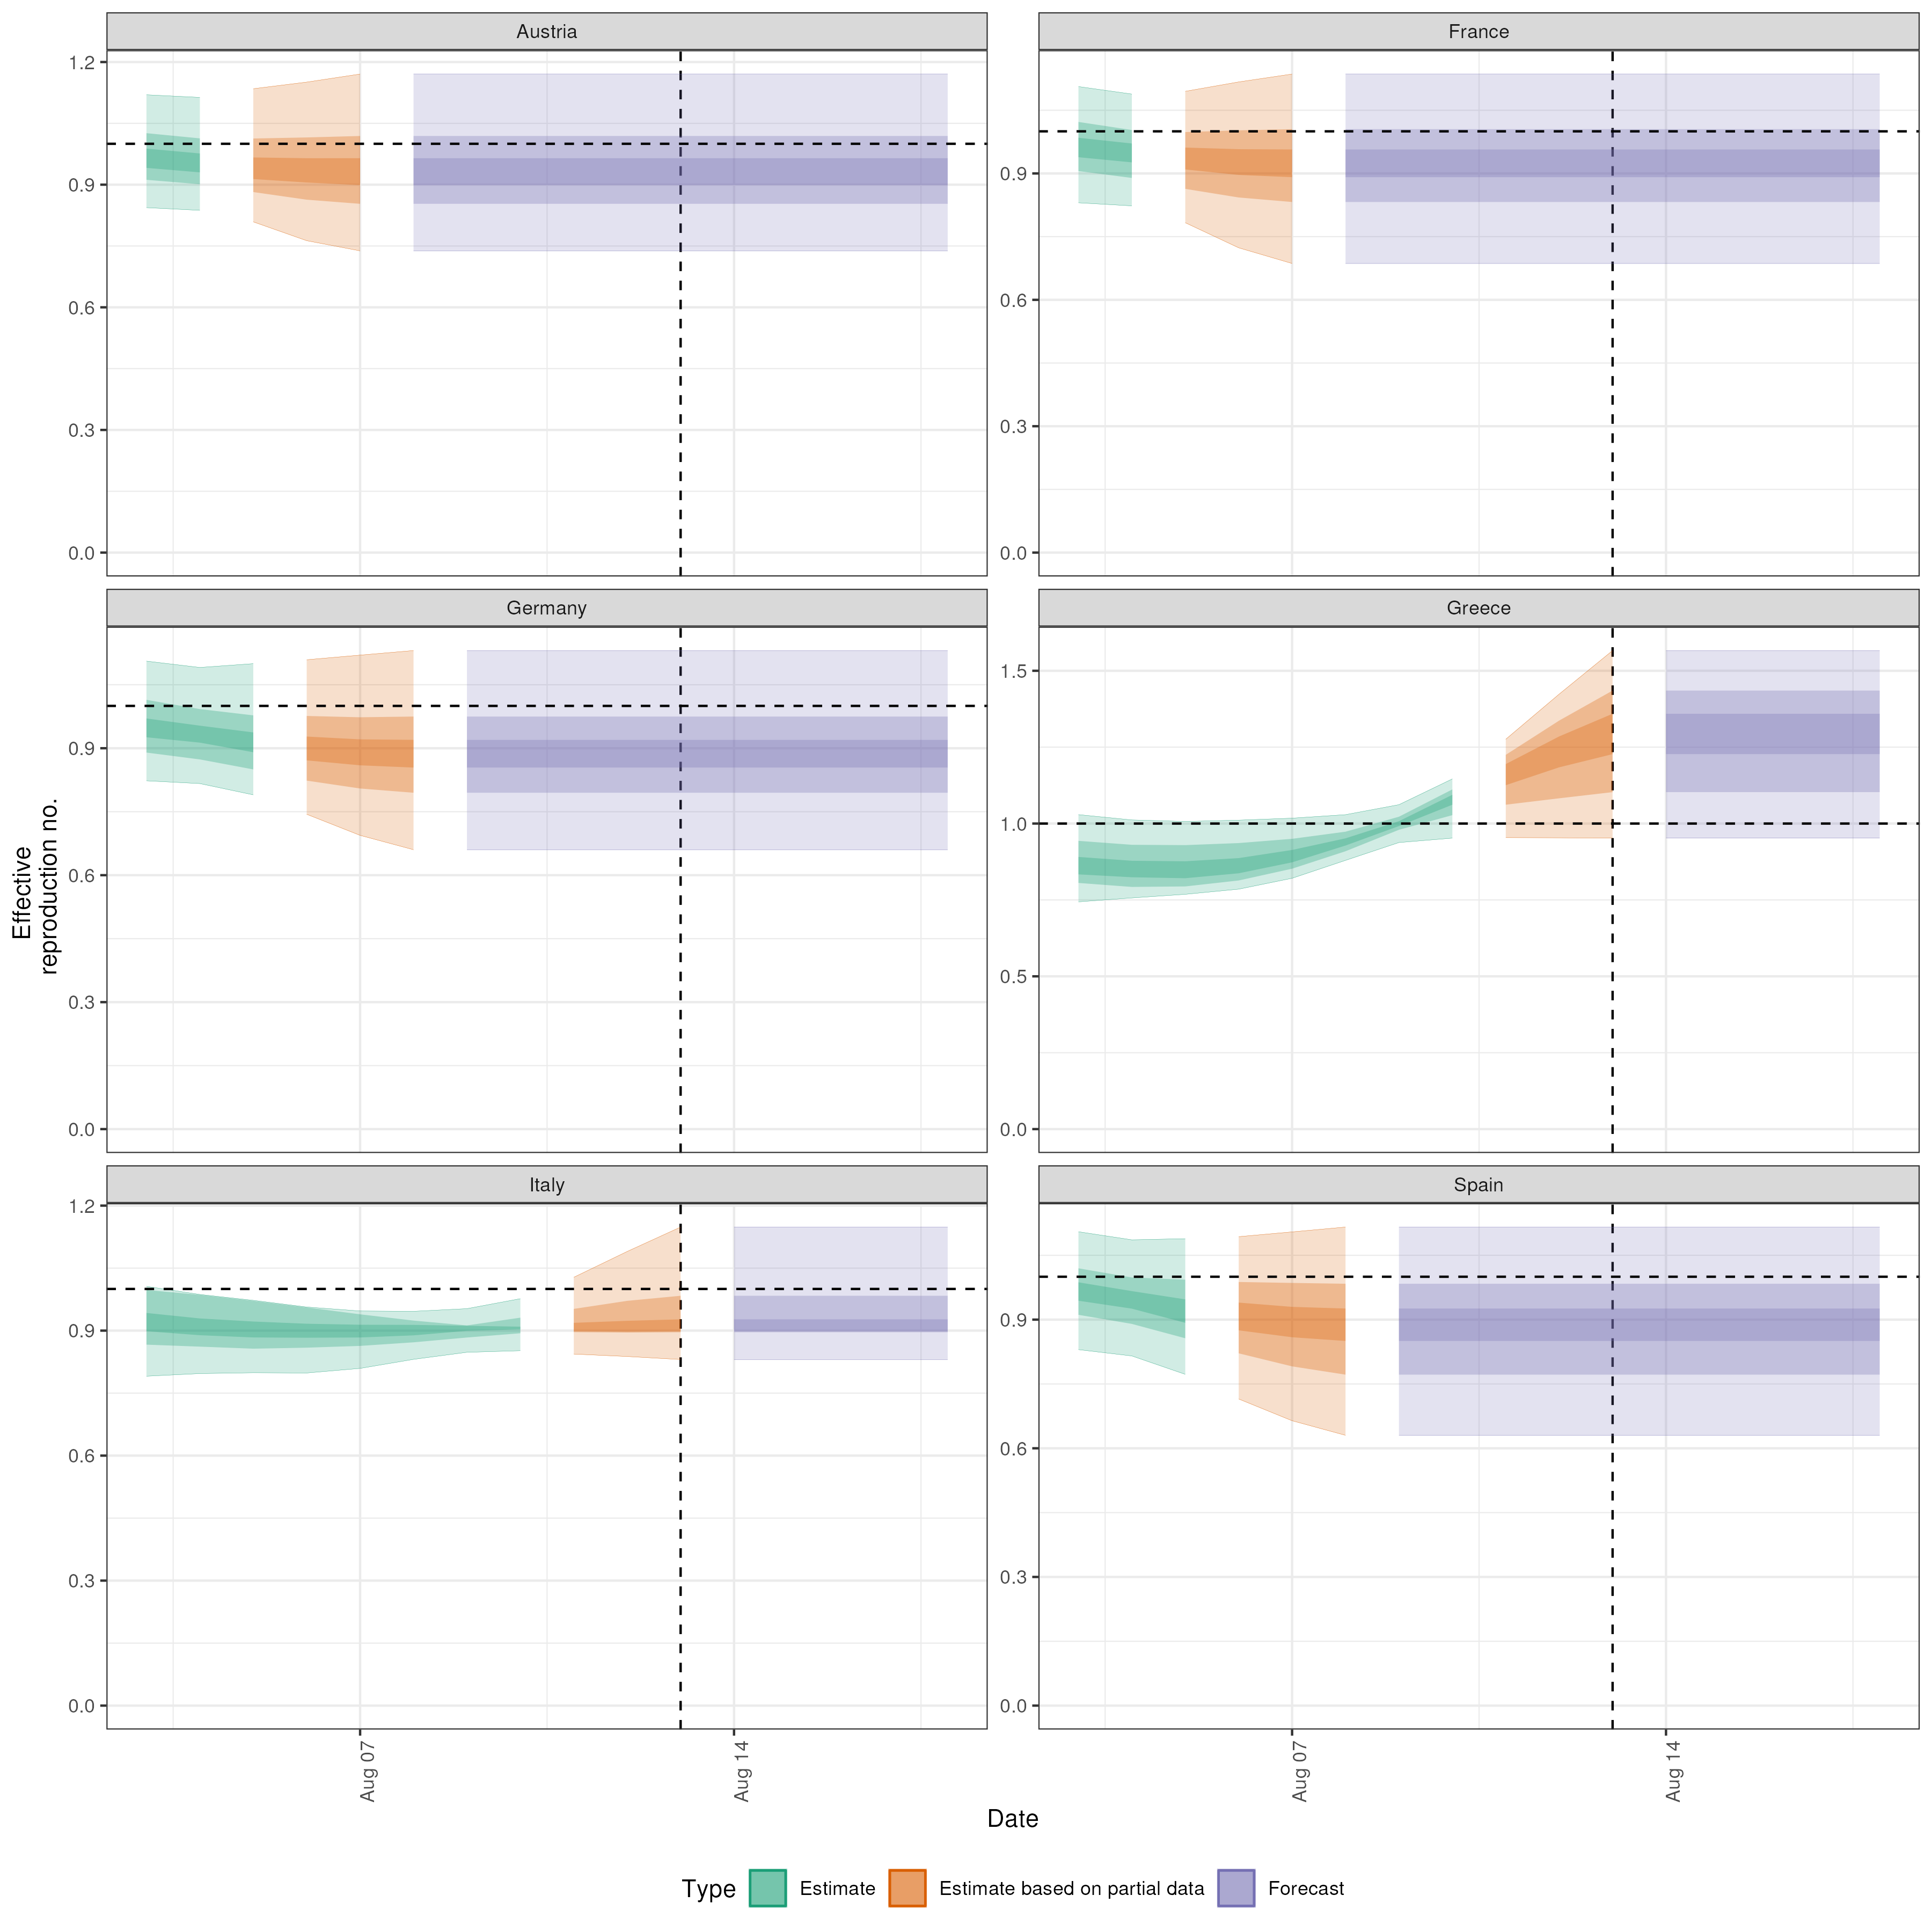 Austria
France
1.2
0.9
0.6
0.3
0.0
0.9
0.6
0.3
0.0
Germany
Greece
0.9
0.6
0.3
0.0
1.5
1.0
0.5
0.0
Effective
reproduction no.
Italy
Spain
1.2
0.9
0.6
0.3
0.0
0.9
0.6
0.3
0.0
Aug 07
Aug 14
Aug 07
Aug 14
Date
Type Estimate Estimate based on partial data Forecast